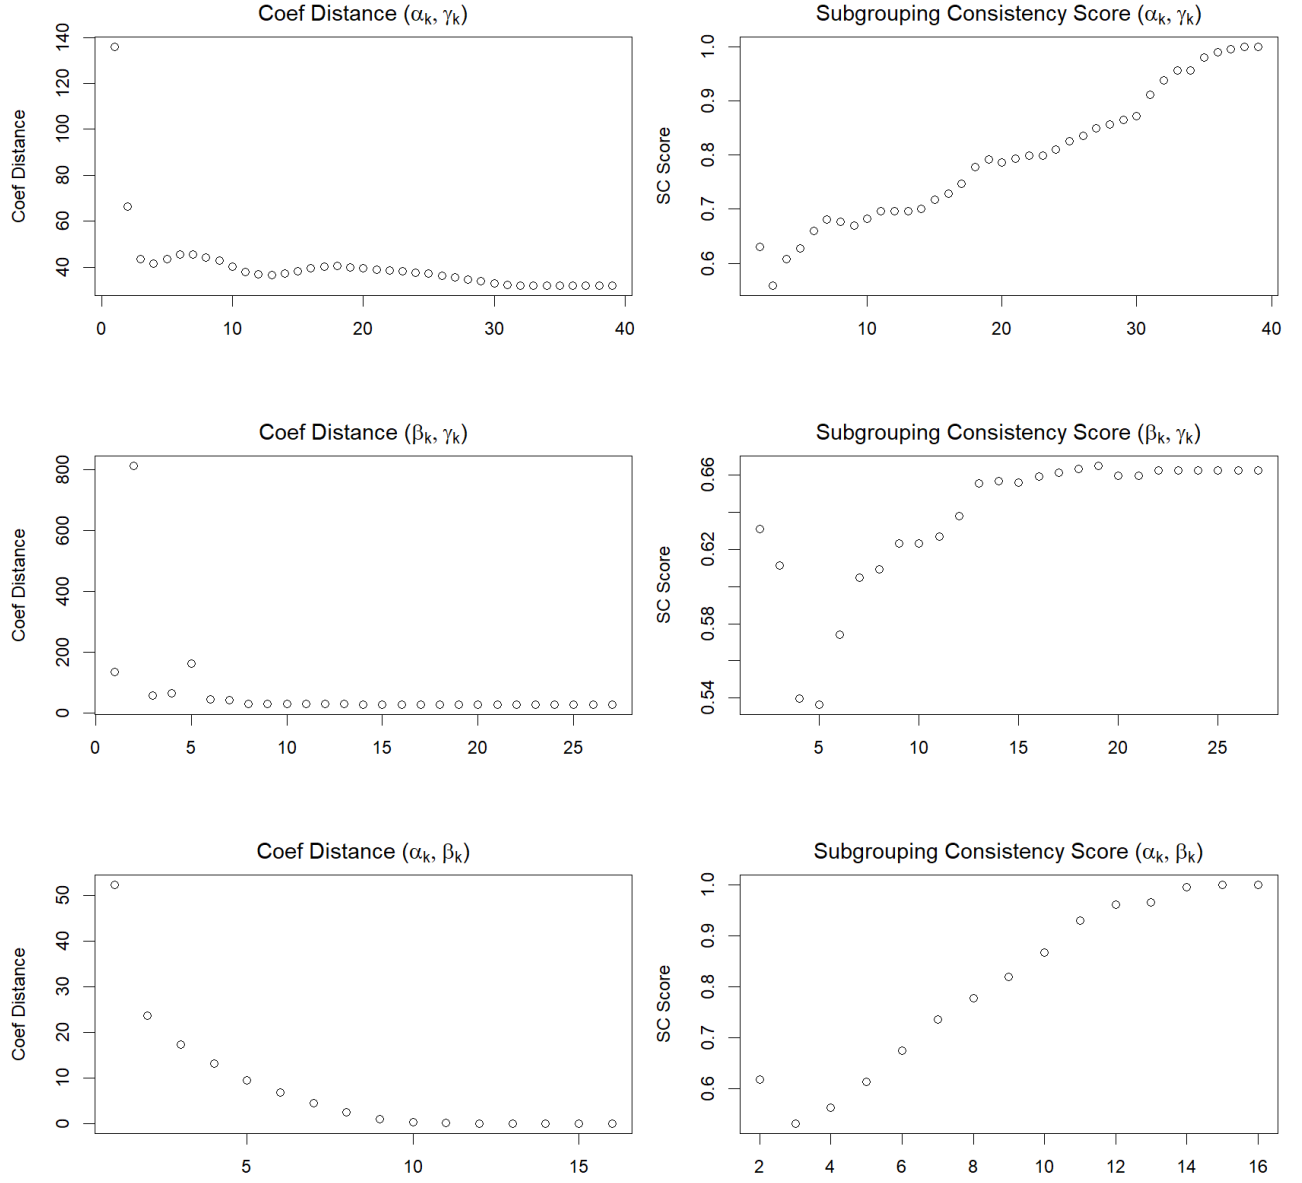 Coef Distance (αk, γk)
Coef Distance
140
120
100
80
60
40
0 10 20 30 40
Subgrouping Consistency Score (αk, γk)
SC Score
1.0
0.9
0.8
0.7
0.6
10 20 30 40
Coef Distance (βk, γk)
Coef Distance
800
600
400
200
0
0 5 10 15 20 25
Subgrouping Consistency Score (βk, γk)
SC Score
0.66
0.62
0.58
0.54
5 10 15 20 25
Coef Distance (αk, βk)
Coef Distance
50
40
30
20
10
0
5 10 15
Subgrouping Consistency Score (αk, βk)
SC Score
1.0
0.9
0.8
0.7
0.6
2 4 6 8 10 12 14 16